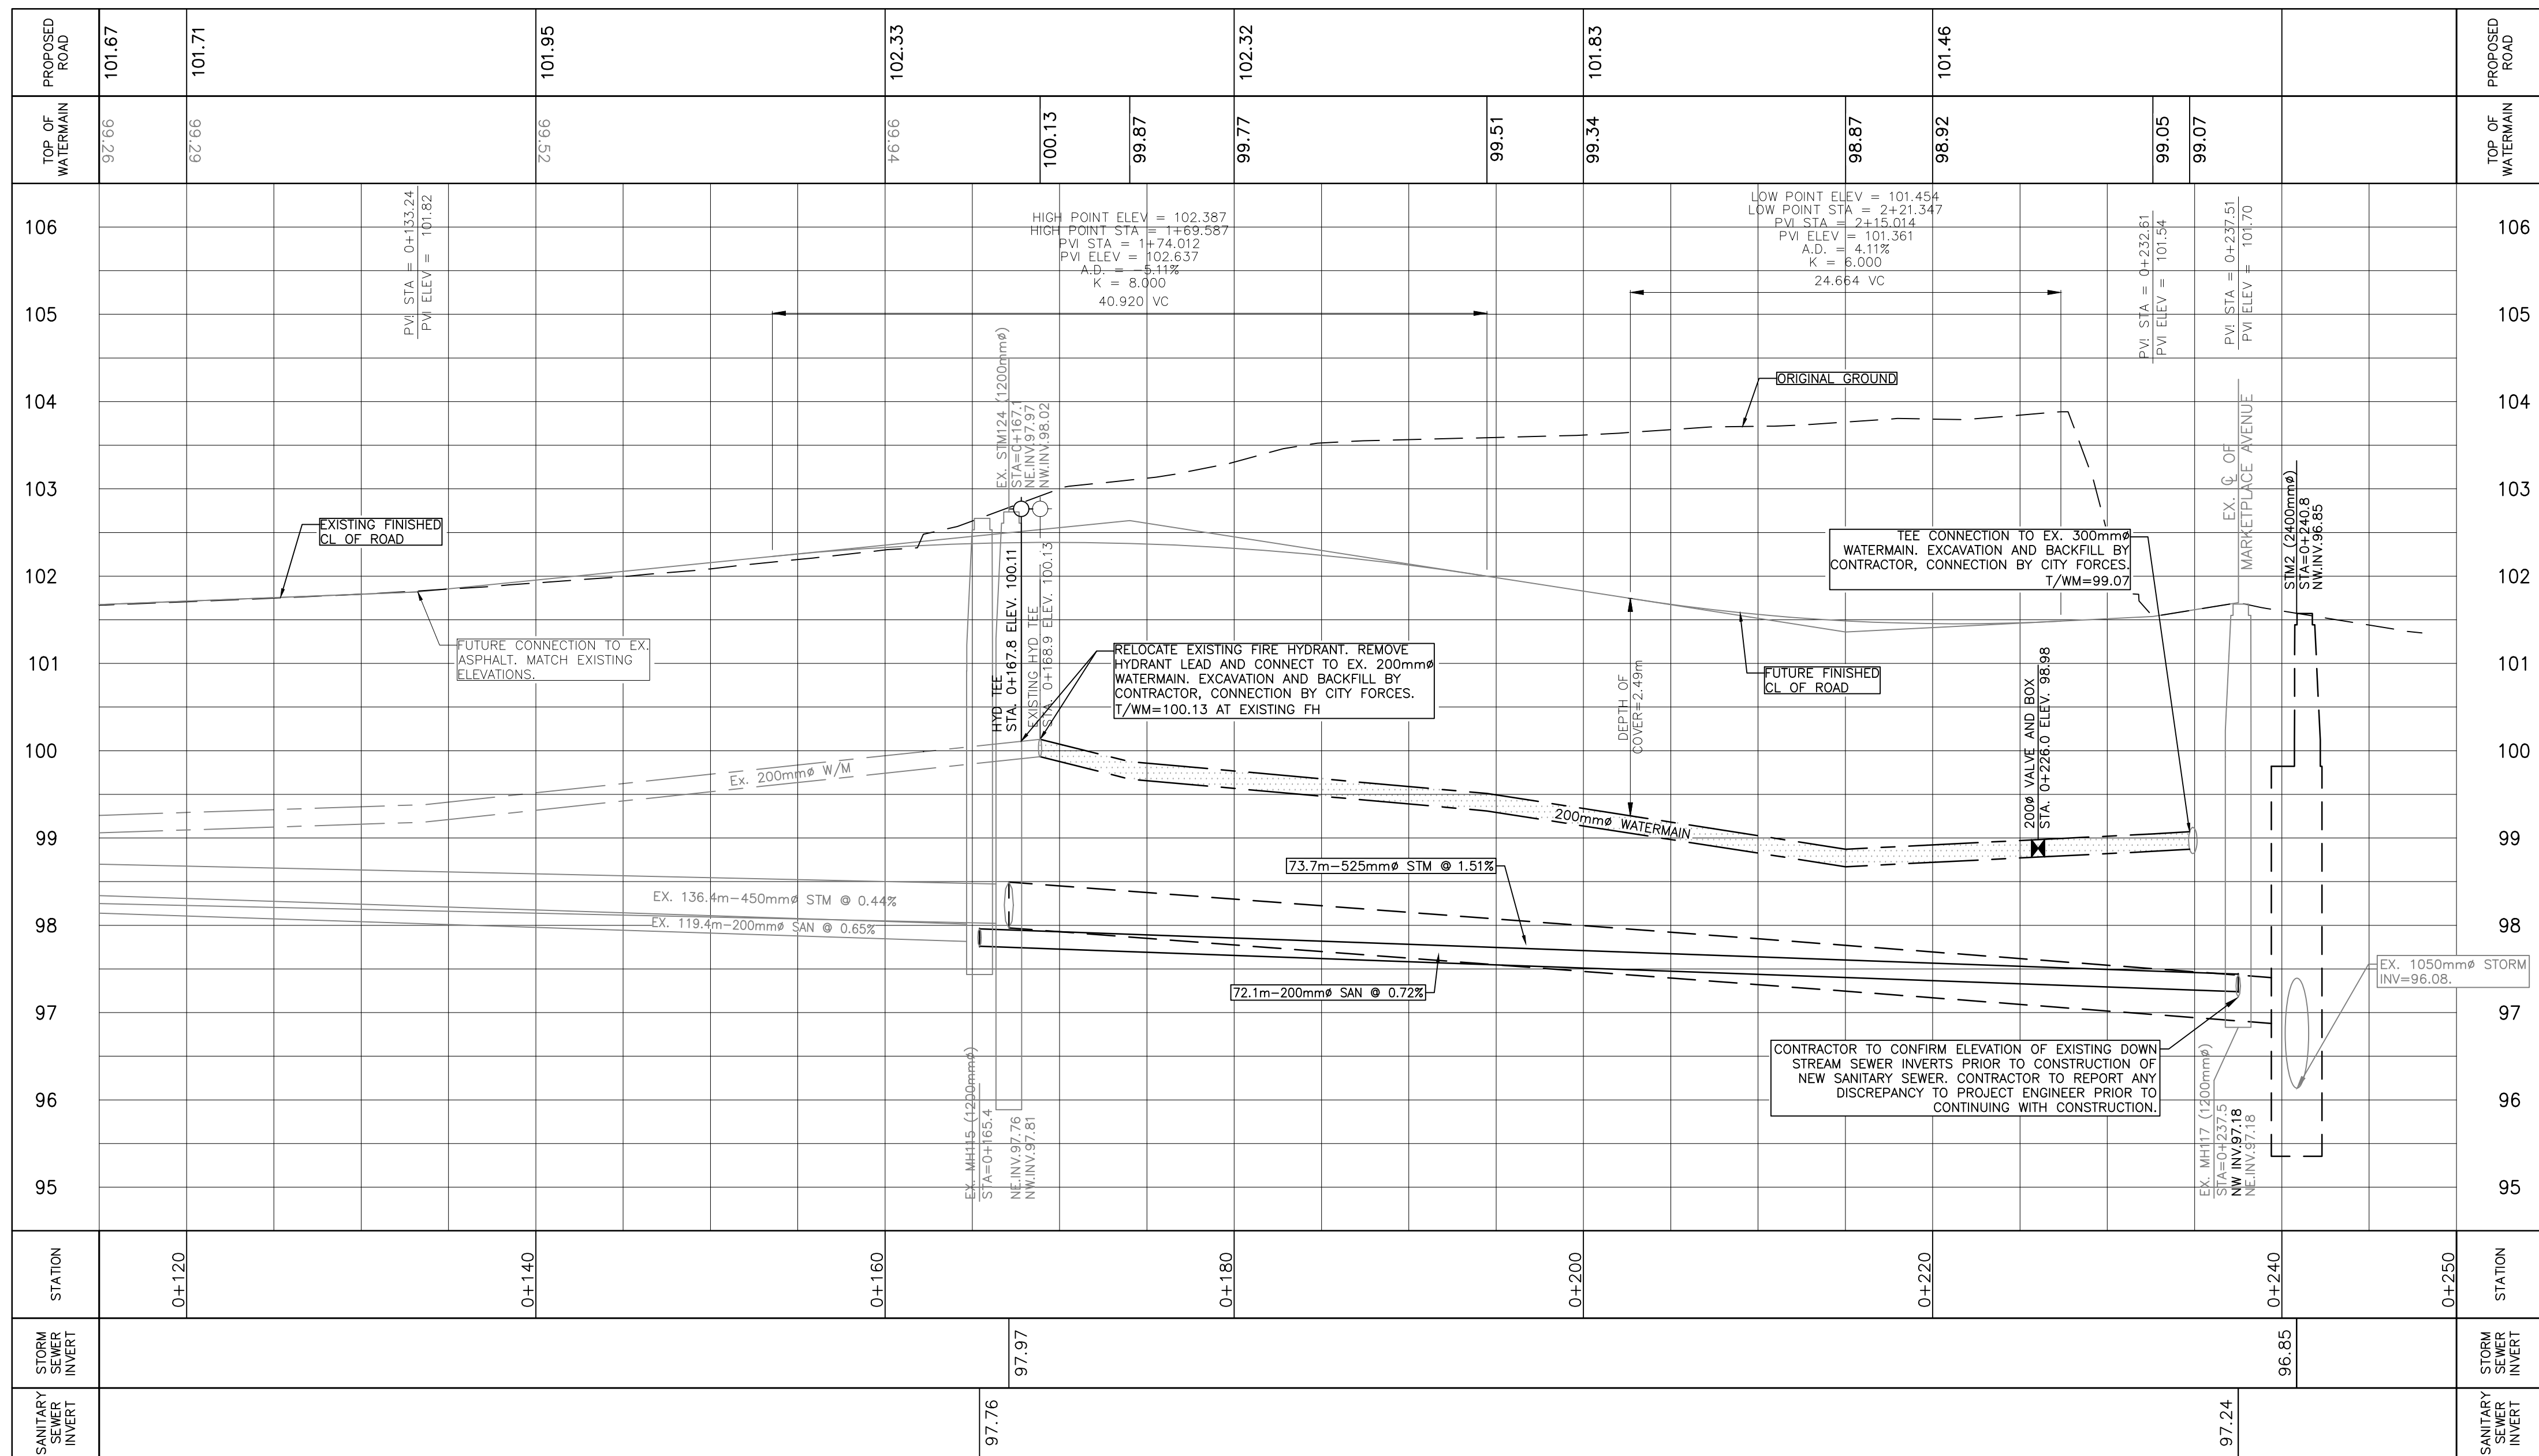 PROPOSED
ROAD
101.67
101.71
101.95
102.33
102.32
101.83
101.46
PROPOSED
ROAD
TOP OF
WATERMAIN
99.26
99.29
99.52
99.94
100.13
99.87
99.77
99.51
99.34
98.87
98.92
99.05
99.07
TOP OF
WATERMAIN
106
105
104
103
102
101
100
99
98
97
96
95
PVI STA = 0+133.24
PVI ELEV = 101.82
HIGH POINT ELEV = 102.387
HIGH POINT STA = 1+69.587
PVI STA = 1+74.012
PVI ELEV = 102.637
A.D. = -5.11%
K = 8.000
40.920 VC
LOW POINT ELEV = 101.454
LOW POINT STA = 2+21.347
PVI STA = 2+15.014
PVI ELEV = 101.361
A.D. = 4.11%
K = 6.000
24.664 VC
PVI STA = 0+232.61
PVI ELEV = 101.54
PVI STA = 0+237.51
PVI ELEV = 101.70
106
105
104
103
102
101
100
99
98
97
96
95
ORIGINAL GROUND
EX. STM124 (1200mmø)
STA=0+167.1
NE.INV.97.97
NW.INV.98.02
EX. ℄ OF
MARKETPLACE AVENUE
STM2 (2400mmø)
STA=0+240.8
NW.INV.96.85
EXISTING FINISHED
CL OF ROAD
TEE CONNECTION TO EX. 300mmø
WATERMAIN. EXCAVATION AND BACKFILL BY
CONTRACTOR, CONNECTION BY CITY FORCES.
T/WM=99.07
FUTURE CONNECTION TO EX.
ASPHALT. MATCH EXISTING
ELEVATIONS.
HYD TEE
STA. 0+167.8 ELEV. 100.11
EXISTING HYD TEE
STA. 0+168.9 ELEV. 100.13
RELOCATE EXISTING FIRE HYDRANT. REMOVE
HYDRANT LEAD AND CONNECT TO EX. 200mmø
WATERMAIN. EXCAVATION AND BACKFILL BY
CONTRACTOR, CONNECTION BY CITY FORCES.
T/WM=100.13 AT EXISTING FH
DEPTH OF
COVER=2.49m
FUTURE FINISHED
CL OF ROAD
200ø VALVE AND BOX
STA. 0+226.0 ELEV. 98.98
Ex. 200mmø W/M
200mmø WATERMAIN
73.7m-525mmø STM @ 1.51%
EX. 136.4m-450mmø STM @ 0.44%
EX. 119.4m-200mmø SAN @ 0.65%
72.1m-200mmø SAN @ 0.72%
EX. 1050mmø STORM
INV=96.08.
CONTRACTOR TO CONFIRM ELEVATION OF EXISTING DOWN
STREAM SEWER INVERTS PRIOR TO CONSTRUCTION OF
NEW SANITARY SEWER. CONTRACTOR TO REPORT ANY
DISCREPANCY TO PROJECT ENGINEER PRIOR TO
CONTINUING WITH CONSTRUCTION.
EX. MH115 (1200mmø)
STA=0+165.4
NE.INV.97.76
NW.INV.97.81
EX. MH117 (1200mmø)
STA=0+237.5
NW INV.97.18
NE.INV.97.18
STATION
0+120
0+140
0+160
0+180
0+200
0+220
0+240
0+250
STATION
STORM
SEWER
INVERT
97.97
96.85
STORM
SEWER
INVERT
SANITARY
SEWER
INVERT
97.76
97.24
SANITARY
SEWER
INVERT